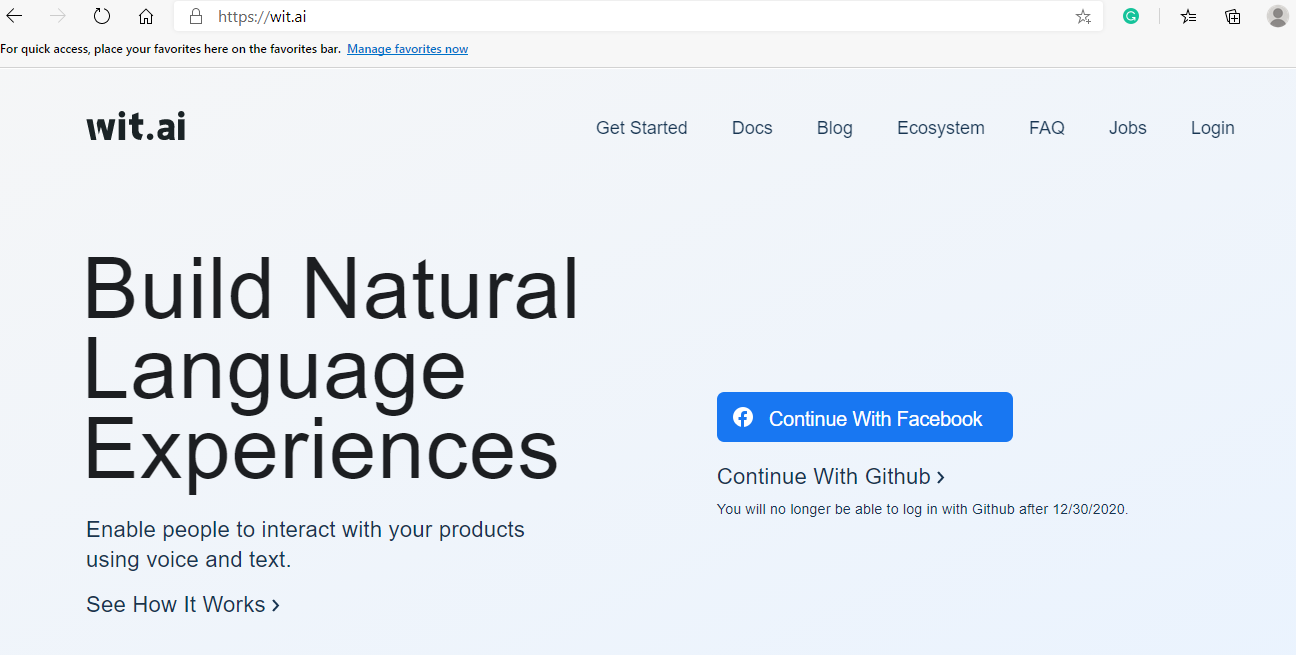 https://wit.ai
For quick access, place your favorites here on the favorites bar. Manage favorites now
wit.ai
Get Started Docs Blog Ecosystem FAQ Jobs Login
Build Natural
Language
Experiences
Continue With Facebook
Continue With Github ›
You will no longer be able to log in with Github after 12/30/2020.
Enable people to interact with your products
using voice and text.
See How It Works ›